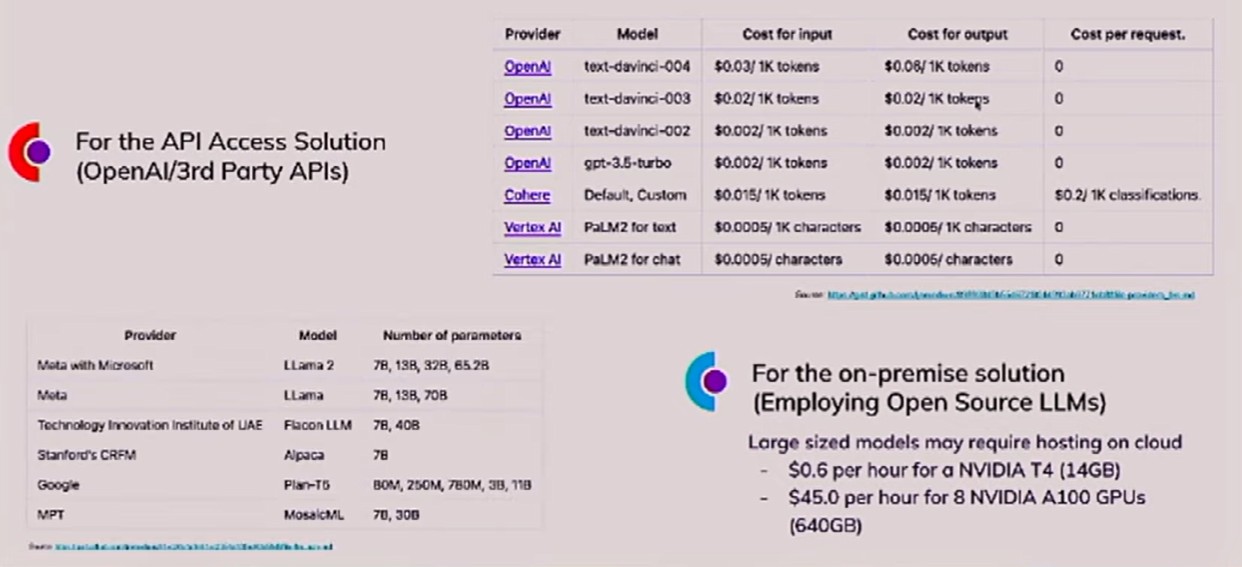 Provider Model Cost for input Cost for output Cost per request.
OpenAI text-davinci-004 $0.03/ 1K tokens $0.06/ 1K tokens 0
OpenAI text-davinci-003 $0.02/ 1K tokens $0.02/ 1K tokens 0
OpenAI text-davinci-002 $0.002/ 1K tokens $0.002/ 1K tokens 0
OpenAI gpt-3.5-turbo $0.002/ 1K tokens $0.002/ 1K tokens 0
Cohere Default, Custom $0.015/ 1K tokens $0.015/ 1K tokens $0.2/ 1K classifications.
Vertex AI PaLM2 for text $0.0005/ 1K characters $0.0005/ 1K characters 0
Vertex AI PaLM2 for chat $0.0005/ characters $0.0005/ characters 0
Source:
For the API Access Solution
(OpenAI/3rd Party APIs)
Provider Model Number of parameters
Meta with Microsoft LLama 2 7B, 13B, 32B, 65.2B
Meta LLama 7B, 13B, 70B
Technology Innovation Institute of UAE Flacon LLM 7B, 40B
Stanford's CRFM Alpaca 7B
Google Flan-T5 80M, 250M, 780M, 3B, 11B
MPT MosaicML 7B, 30B
Source:
For the on-premise solution
(Employing Open Source LLMs)
Large sized models may require hosting on cloud
- $0.6 per hour for a NVIDIA T4 (14GB)
- $45.0 per hour for 8 NVIDIA A100 GPUs
(640GB)